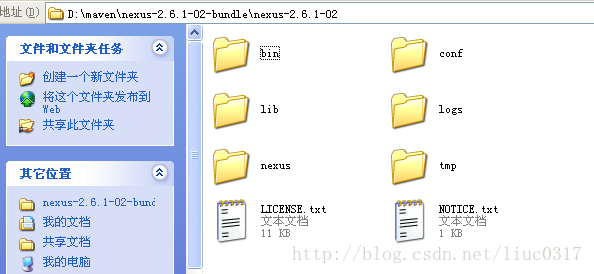 地址(D) D:\maven\nexus-2.6.1-02-bundle\nexus-2.6.1-02
文件和文件夹任务
创建一个新文件夹
将这个文件夹发布到
Web
共享此文件夹
其它位置
nexus-2.6.1-02-bund
我的文档
共享文档
我的电脑
bin
conf
lib
logs
nexus
tmp
LICENSE.txt
文本文档
11 KB
NOTICE.txt
文本文档
1 KB
http://blog.csdn.net/liuc0317